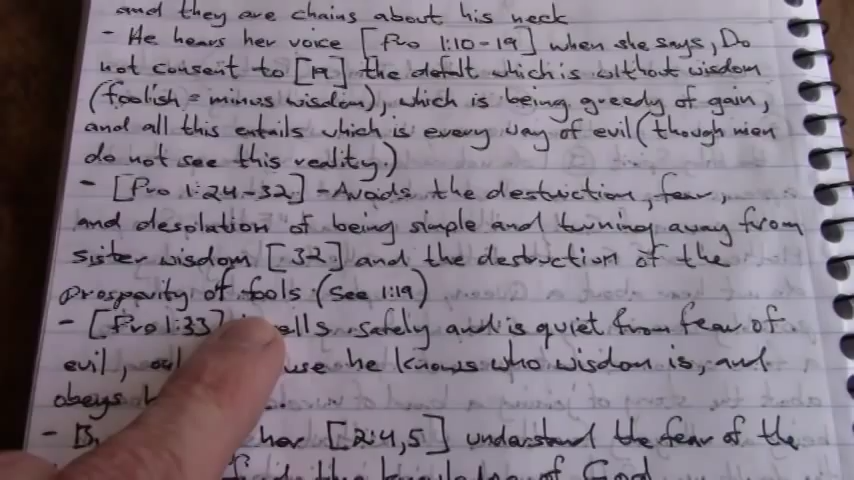 and they are chains about his neck
- He hears her voice [Pro 1:10-19] when she says, Do
not consent to [19] the defalt which is without wisdom
(foolish = minus wisdom), which is being greedy of gain,
and all this entails which is every way of evil (though men
do not see this reality.)
- [Pro 1:24-32] - Avoids the destruction, fear,
and desolation of being simple and turning away from
sister wisdom [32] and the destruction of the
prosparity of fools (see 1:19)
- [Pro 1:33] safely and is quiet from fear of
evil, he knows who wisdom is, and
obeys
- her [2:4,5] understand the fear of the
the knowledge of God